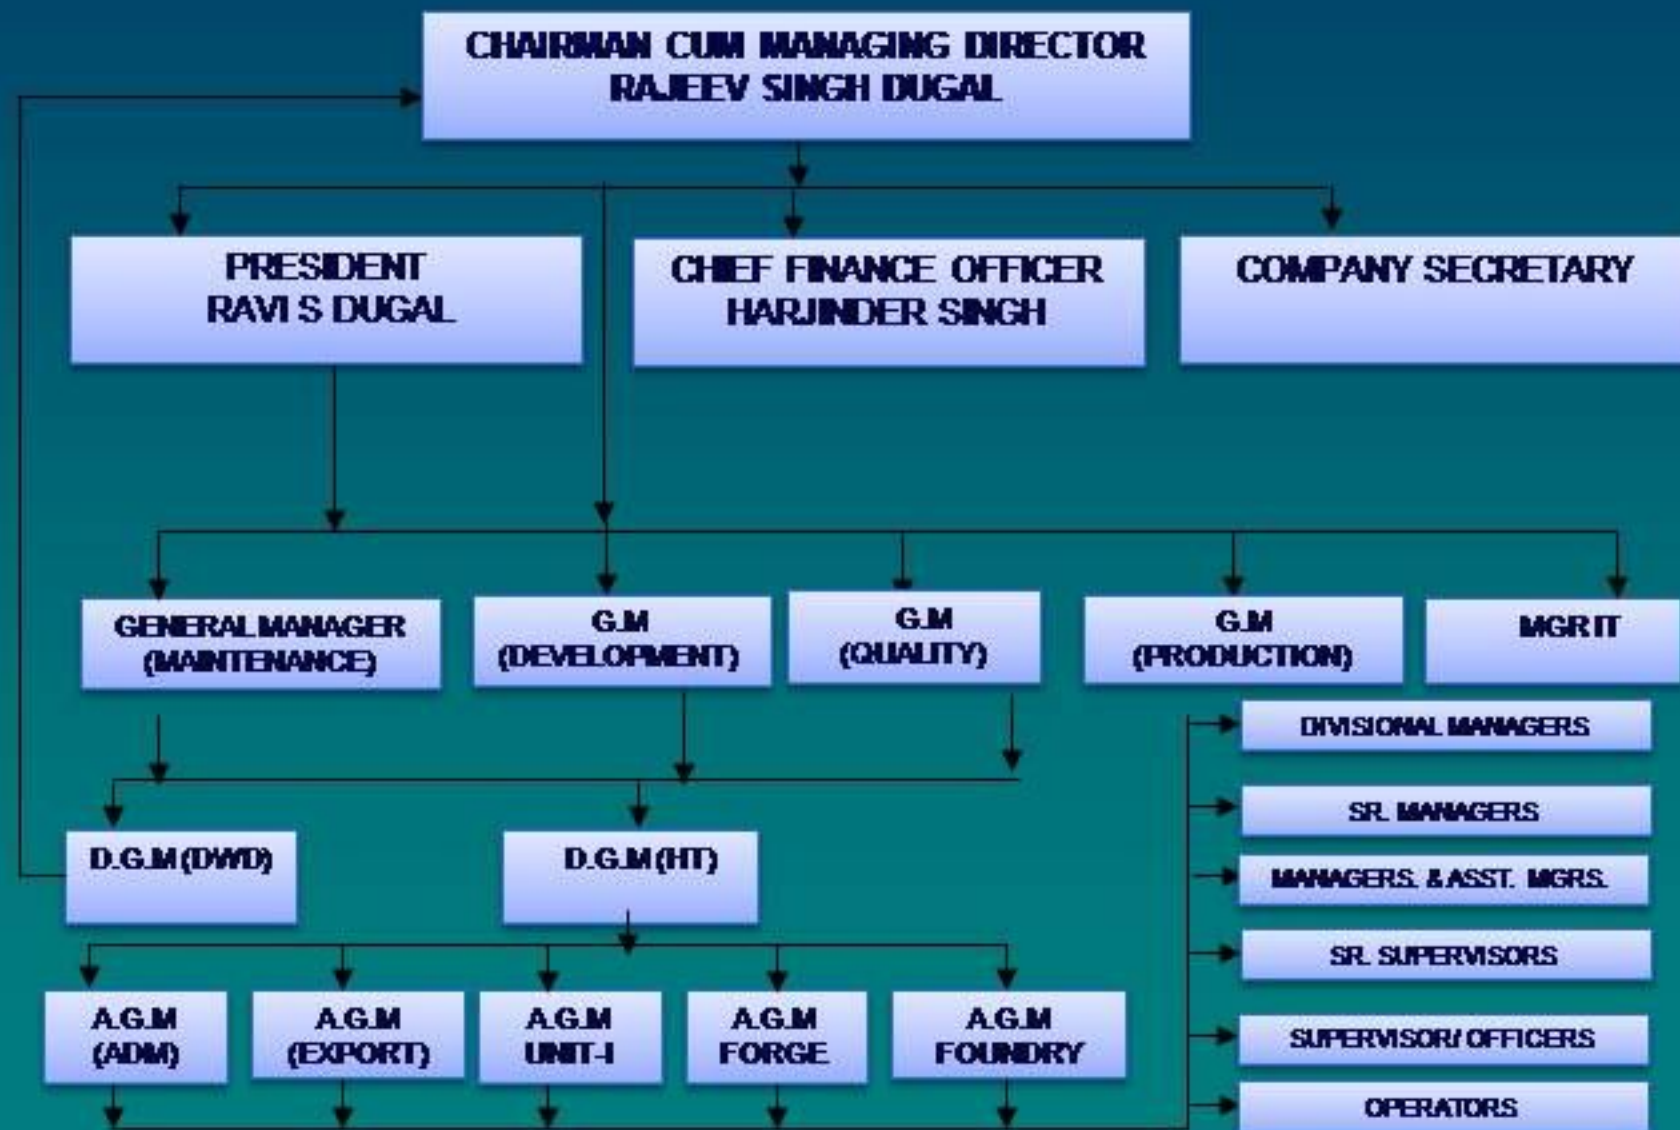 CHAIRMAN CUM MANAGING DIRECTOR
RAJEEV SINGH DUGAL
PRESIDENT
RAVI S DUGAL
CHIEF FINANCE OFFICER
HARJINDER SINGH
COMPANY SECRETARY
GENERAL MANAGER
(MAINTENANCE)
G.M
(DEVELOPMENT)
G.M
(QUALITY)
G.M
(PRODUCTION)
MGR IT
DIVISIONAL MANAGERS
SR. MANAGERS
MANAGERS. & ASST. MGRS.
SR. SUPERVISORS
SUPERVISOR/ OFFICERS
OPERATORS
D.G.M (DWD)
D.G.M (HT)
A.G.M
(ADM)
A.G.M
(EXPORT)
A.G.M
UNIT-I
A.G.M
FORGE
A.G.M
FOUNDRY